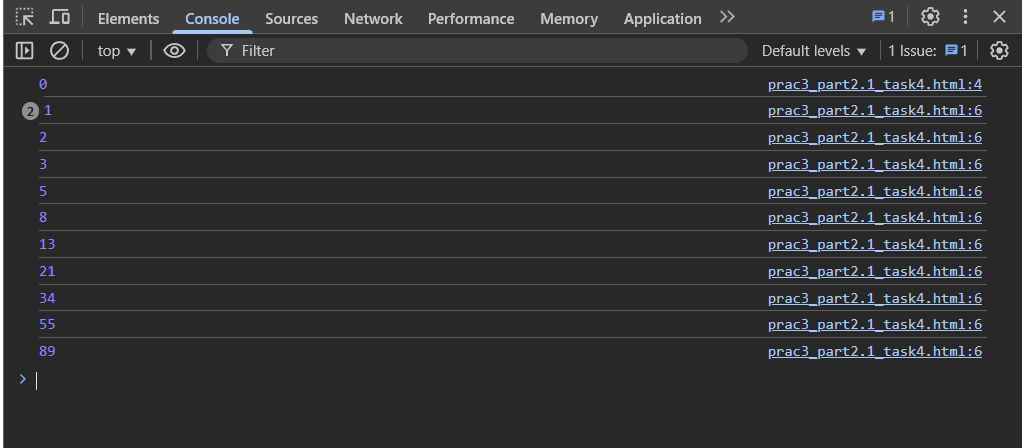 Elements Console Sources Network Performance Memory Application 1
top Filter Default levels 1 Issue: 1
0 prac3_part2.1_task4.html:4
2 1 prac3_part2.1_task4.html:6
2 prac3_part2.1_task4.html:6
3 prac3_part2.1_task4.html:6
5 prac3_part2.1_task4.html:6
8 prac3_part2.1_task4.html:6
13 prac3_part2.1_task4.html:6
21 prac3_part2.1_task4.html:6
34 prac3_part2.1_task4.html:6
55 prac3_part2.1_task4.html:6
89 prac3_part2.1_task4.html:6